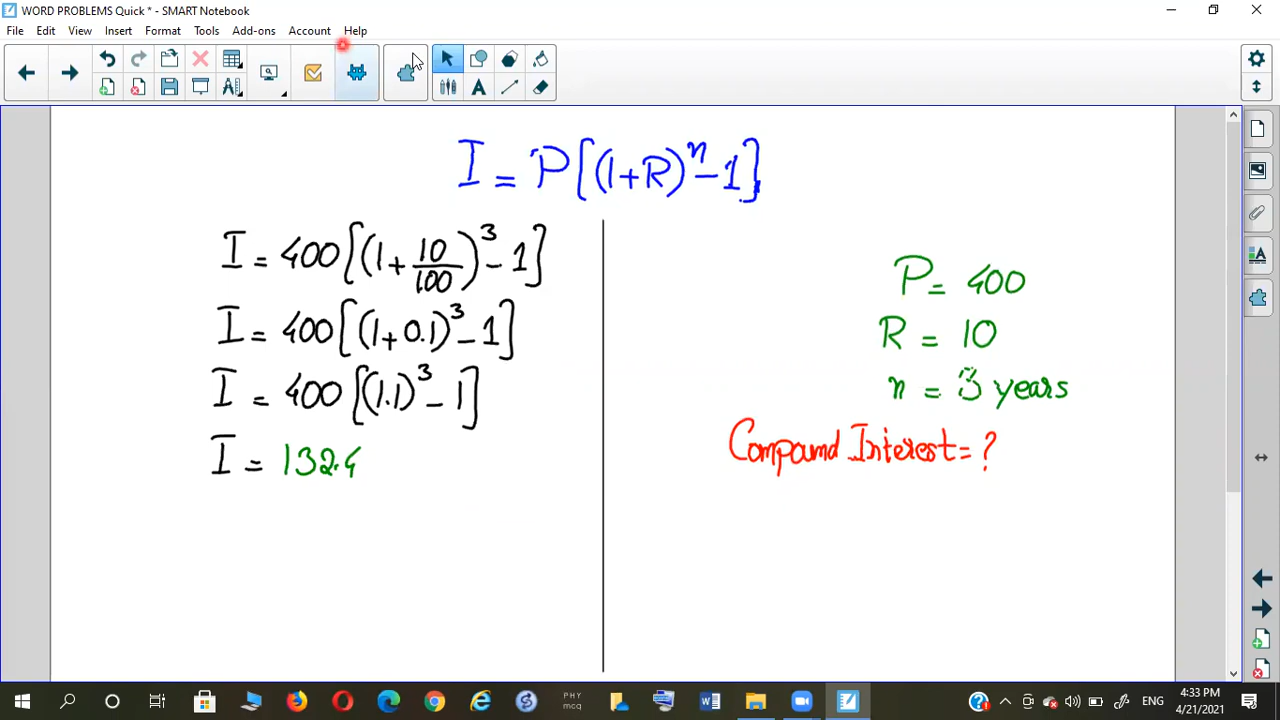 WORD PROBLEMS Quick * - SMART Notebook
File Edit View Insert Format Tools Add-ons Account Help
I = P[(1+R)^n - 1]
I = 400[(1+10/100)^3 - 1]
I = 400[(1+0.1)^3 - 1]
I = 400[(1.1)^3 - 1]
I = 132.4
P = 400
R = 10
n = 3 years
Compound Interest = ?
PHY
mcq
ENG
4:33 PM
4/21/2021